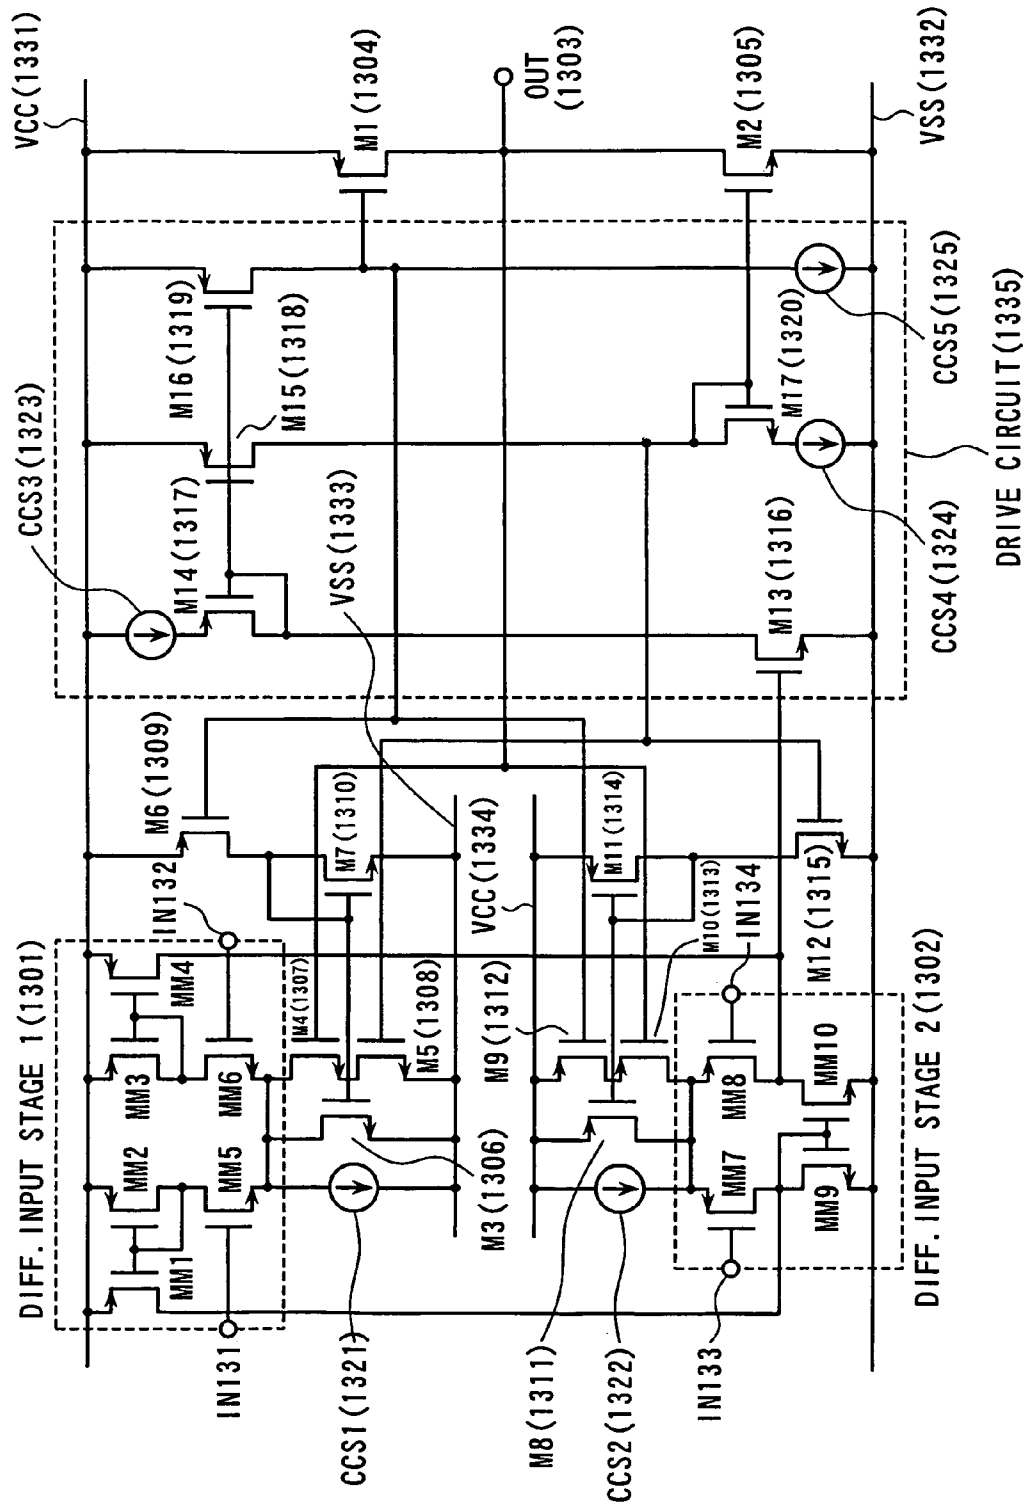 DIFF. INPUT STAGE 1(1301)
VCC(1331)
MM1
MM2
MM3
MM4
MM5
MM6
IN131
IN132
M6(1309)
M4(1307)
M7(1310)
M5(1308)
CCS1(1321)
M3(1306)
VSS(1333)
VCC(1334)
M8(1311)
CCS2(1322)
M9(1312)
M11(1314)
M10(1313)
IN133
IN134
MM7
MM8
MM9
MM10
M12(1315)
DIFF. INPUT STAGE 2(1302)
CCS3(1323)
M14(1317)
M16(1319)
M15(1318)
M1(1304)
OUT
(1303)
M2(1305)
M13(1316)
M17(1320)
CCS4(1324)
CCS5(1325)
VSS(1332)
DRIVE CIRCUIT(1335)